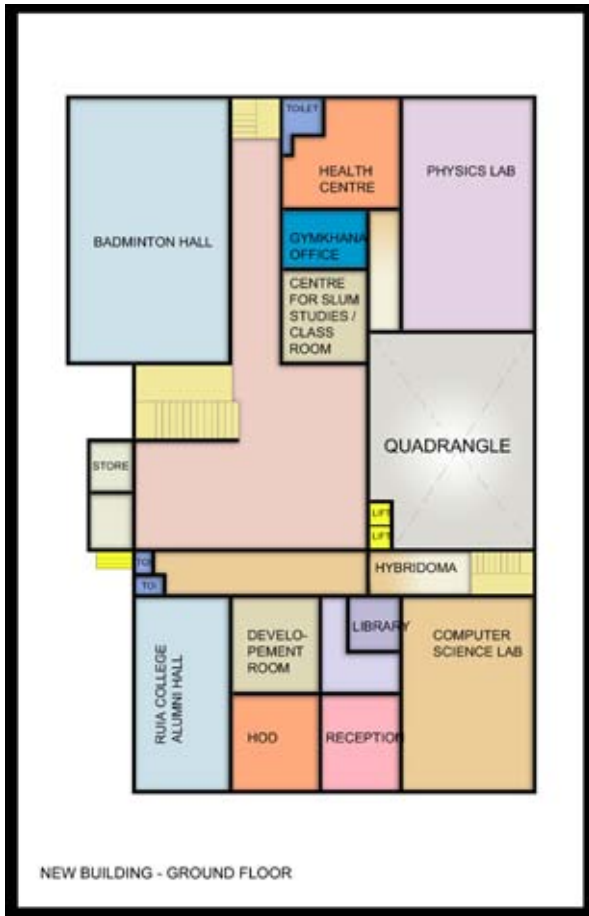 TOILET
HEALTH
CENTRE
PHYSICS LAB
BADMINTON HALL
GYMKHANA
OFFICE
CENTRE
FOR SLUM
STUDIES /
CLASS
ROOM
QUADRANGLE
STORE
LIFT
LIFT
TOI
HYBRIDOMA
TOI
RUIA COLLEGE
ALUMNI HALL
DEVELO-
PEMENT
ROOM
LIBRARY
COMPUTER
SCIENCE LAB
HOD
RECEPTION
NEW BUILDING - GROUND FLOOR